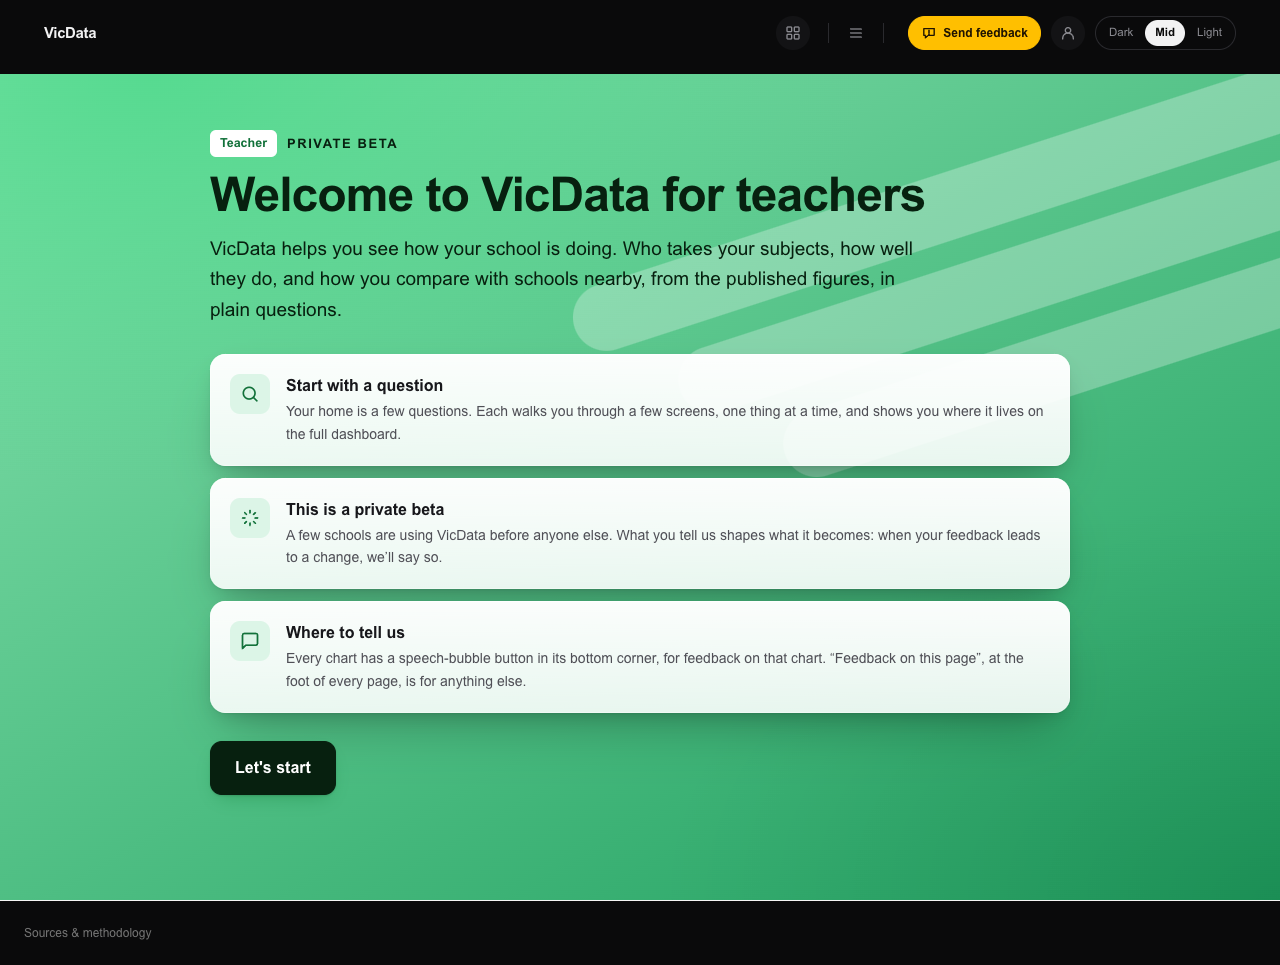 VicData
Send feedback
Dark
Mid
Light
Teacher
PRIVATE BETA
Welcome to VicData for teachers
VicData helps you see how your school is doing. Who takes your subjects, how well
they do, and how you compare with schools nearby, from the published figures, in
plain questions.
Start with a question
Your home is a few questions. Each walks you through a few screens, one thing at a time, and shows you where it lives on
the full dashboard.
This is a private beta
A few schools are using VicData before anyone else. What you tell us shapes what it becomes: when your feedback leads
to a change, we’ll say so.
Where to tell us
Every chart has a speech-bubble button in its bottom corner, for feedback on that chart. “Feedback on this page”, at the
foot of every page, is for anything else.
Let's start
Sources & methodology